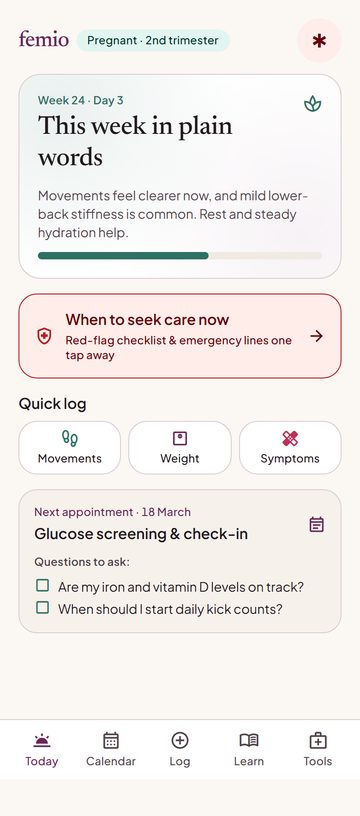 femio
Pregnant · 2nd trimester
Week 24 · Day 3
This week in plain
words
Movements feel clearer now, and mild lower-
back stiffness is common. Rest and steady
hydration help.
When to seek care now
Red-flag checklist & emergency lines one
tap away
Quick log
Movements
Weight
Symptoms
Next appointment · 18 March
Glucose screening & check-in
Questions to ask:
Are my iron and vitamin D levels on track?
When should I start daily kick counts?
Today
Calendar
Log
Learn
Tools